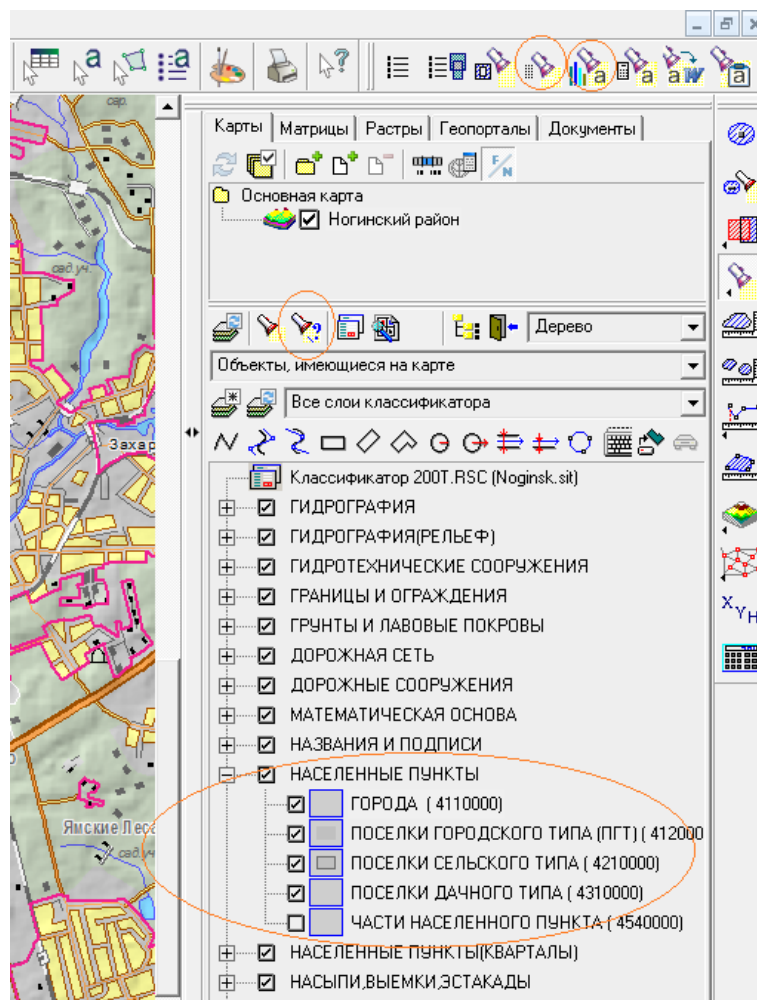 сар.
Карты Матрицы Растры Геопорталы Документы
Основная карта
Ногинский район
сад.уч.
Дерево
Объекты, имеющиеся на карте
Все слои классификатора
Захар
Классификатор 200T.RSC (Noginsk.sit)
ГИДРОГРАФИЯ
ГИДРОГРАФИЯ(РЕЛЬЕФ)
ГИДРОТЕХНИЧЕСКИЕ СООРУЖЕНИЯ
ГРАНИЦЫ И ОГРАЖДЕНИЯ
ГРУНТЫ И ЛАВОВЫЕ ПОКРОВЫ
ДОРОЖНАЯ СЕТЬ
ДОРОЖНЫЕ СООРУЖЕНИЯ
МАТЕМАТИЧЕСКАЯ ОСНОВА
НАЗВАНИЯ И ПОДПИСИ
НАСЕЛЕННЫЕ ПУНКТЫ
ГОРОДА ( 4110000)
ПОСЕЛКИ ГОРОДСКОГО ТИПА (ПГТ) ( 412000
Ямские Леса
ПОСЕЛКИ СЕЛЬСКОГО ТИПА ( 4210000)
сад.уч
ПОСЕЛКИ ДАЧНОГО ТИПА ( 4310000)
ЧАСТИ НАСЕЛЕННОГО ПУНКТА ( 4540000)
НАСЕЛЕННЫЕ ПУНКТЫ(КВАРТАЛЫ)
НАСЫПИ,ВЫЕМКИ,ЭСТАКАДЫ